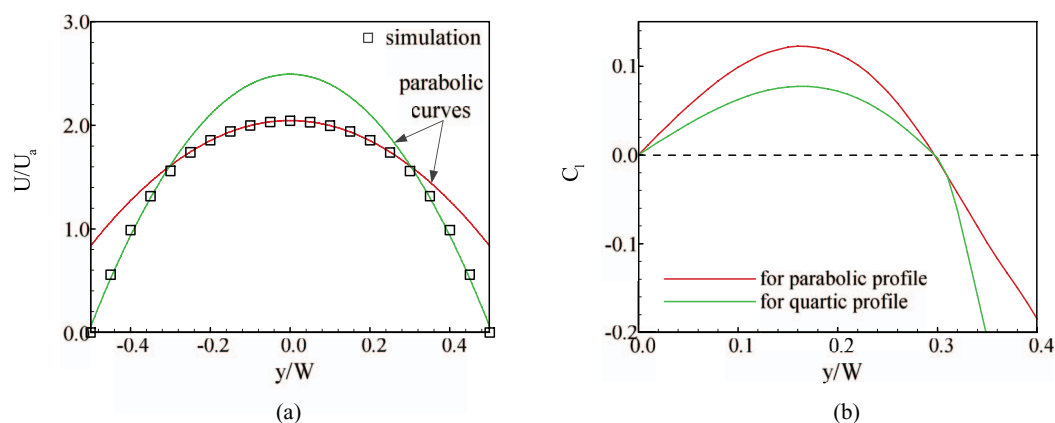 3.0
simulation
parabolic
curves
2.0
1.0
0.0
U/Uₐ
-0.4 -0.2 0.0 0.2 0.4
y/W
(a)
0.1
0.0
-0.1
-0.2
C₁
for parabolic profile
for quartic profile
0.0 0.1 0.2 0.3 0.4
y/W
(b)